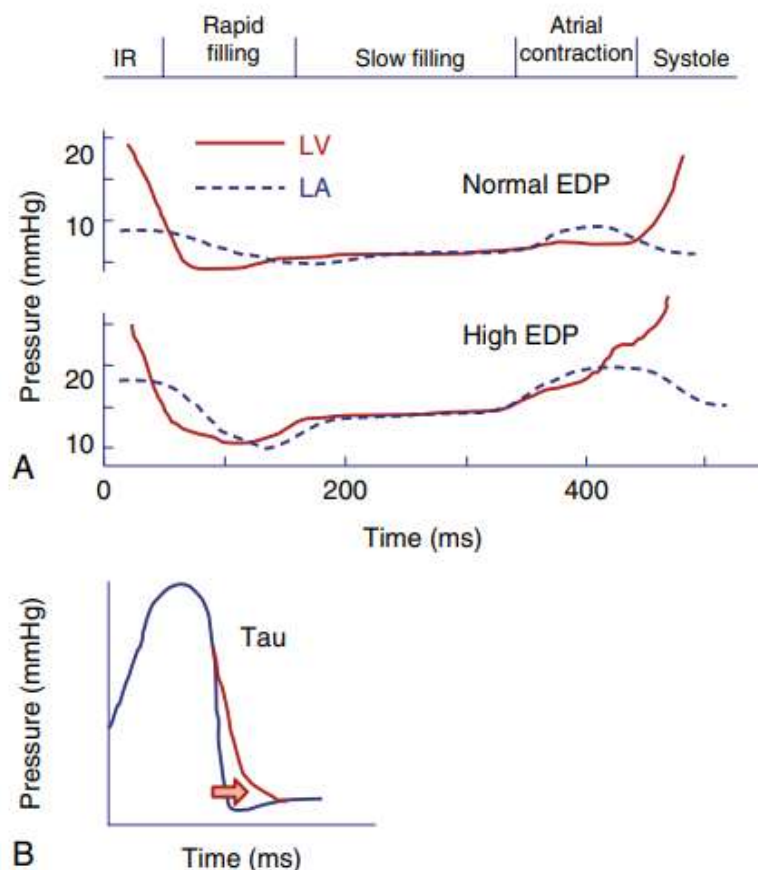 Rapid
filling
Atrial
contraction
IR
Slow filling
Systole
20
10
LV
LA
Normal EDP
Pressure (mmHg)
High EDP
20
10
A
0
200
400
Time (ms)
Pressure (mmHg)
Tau
B
Time (ms)